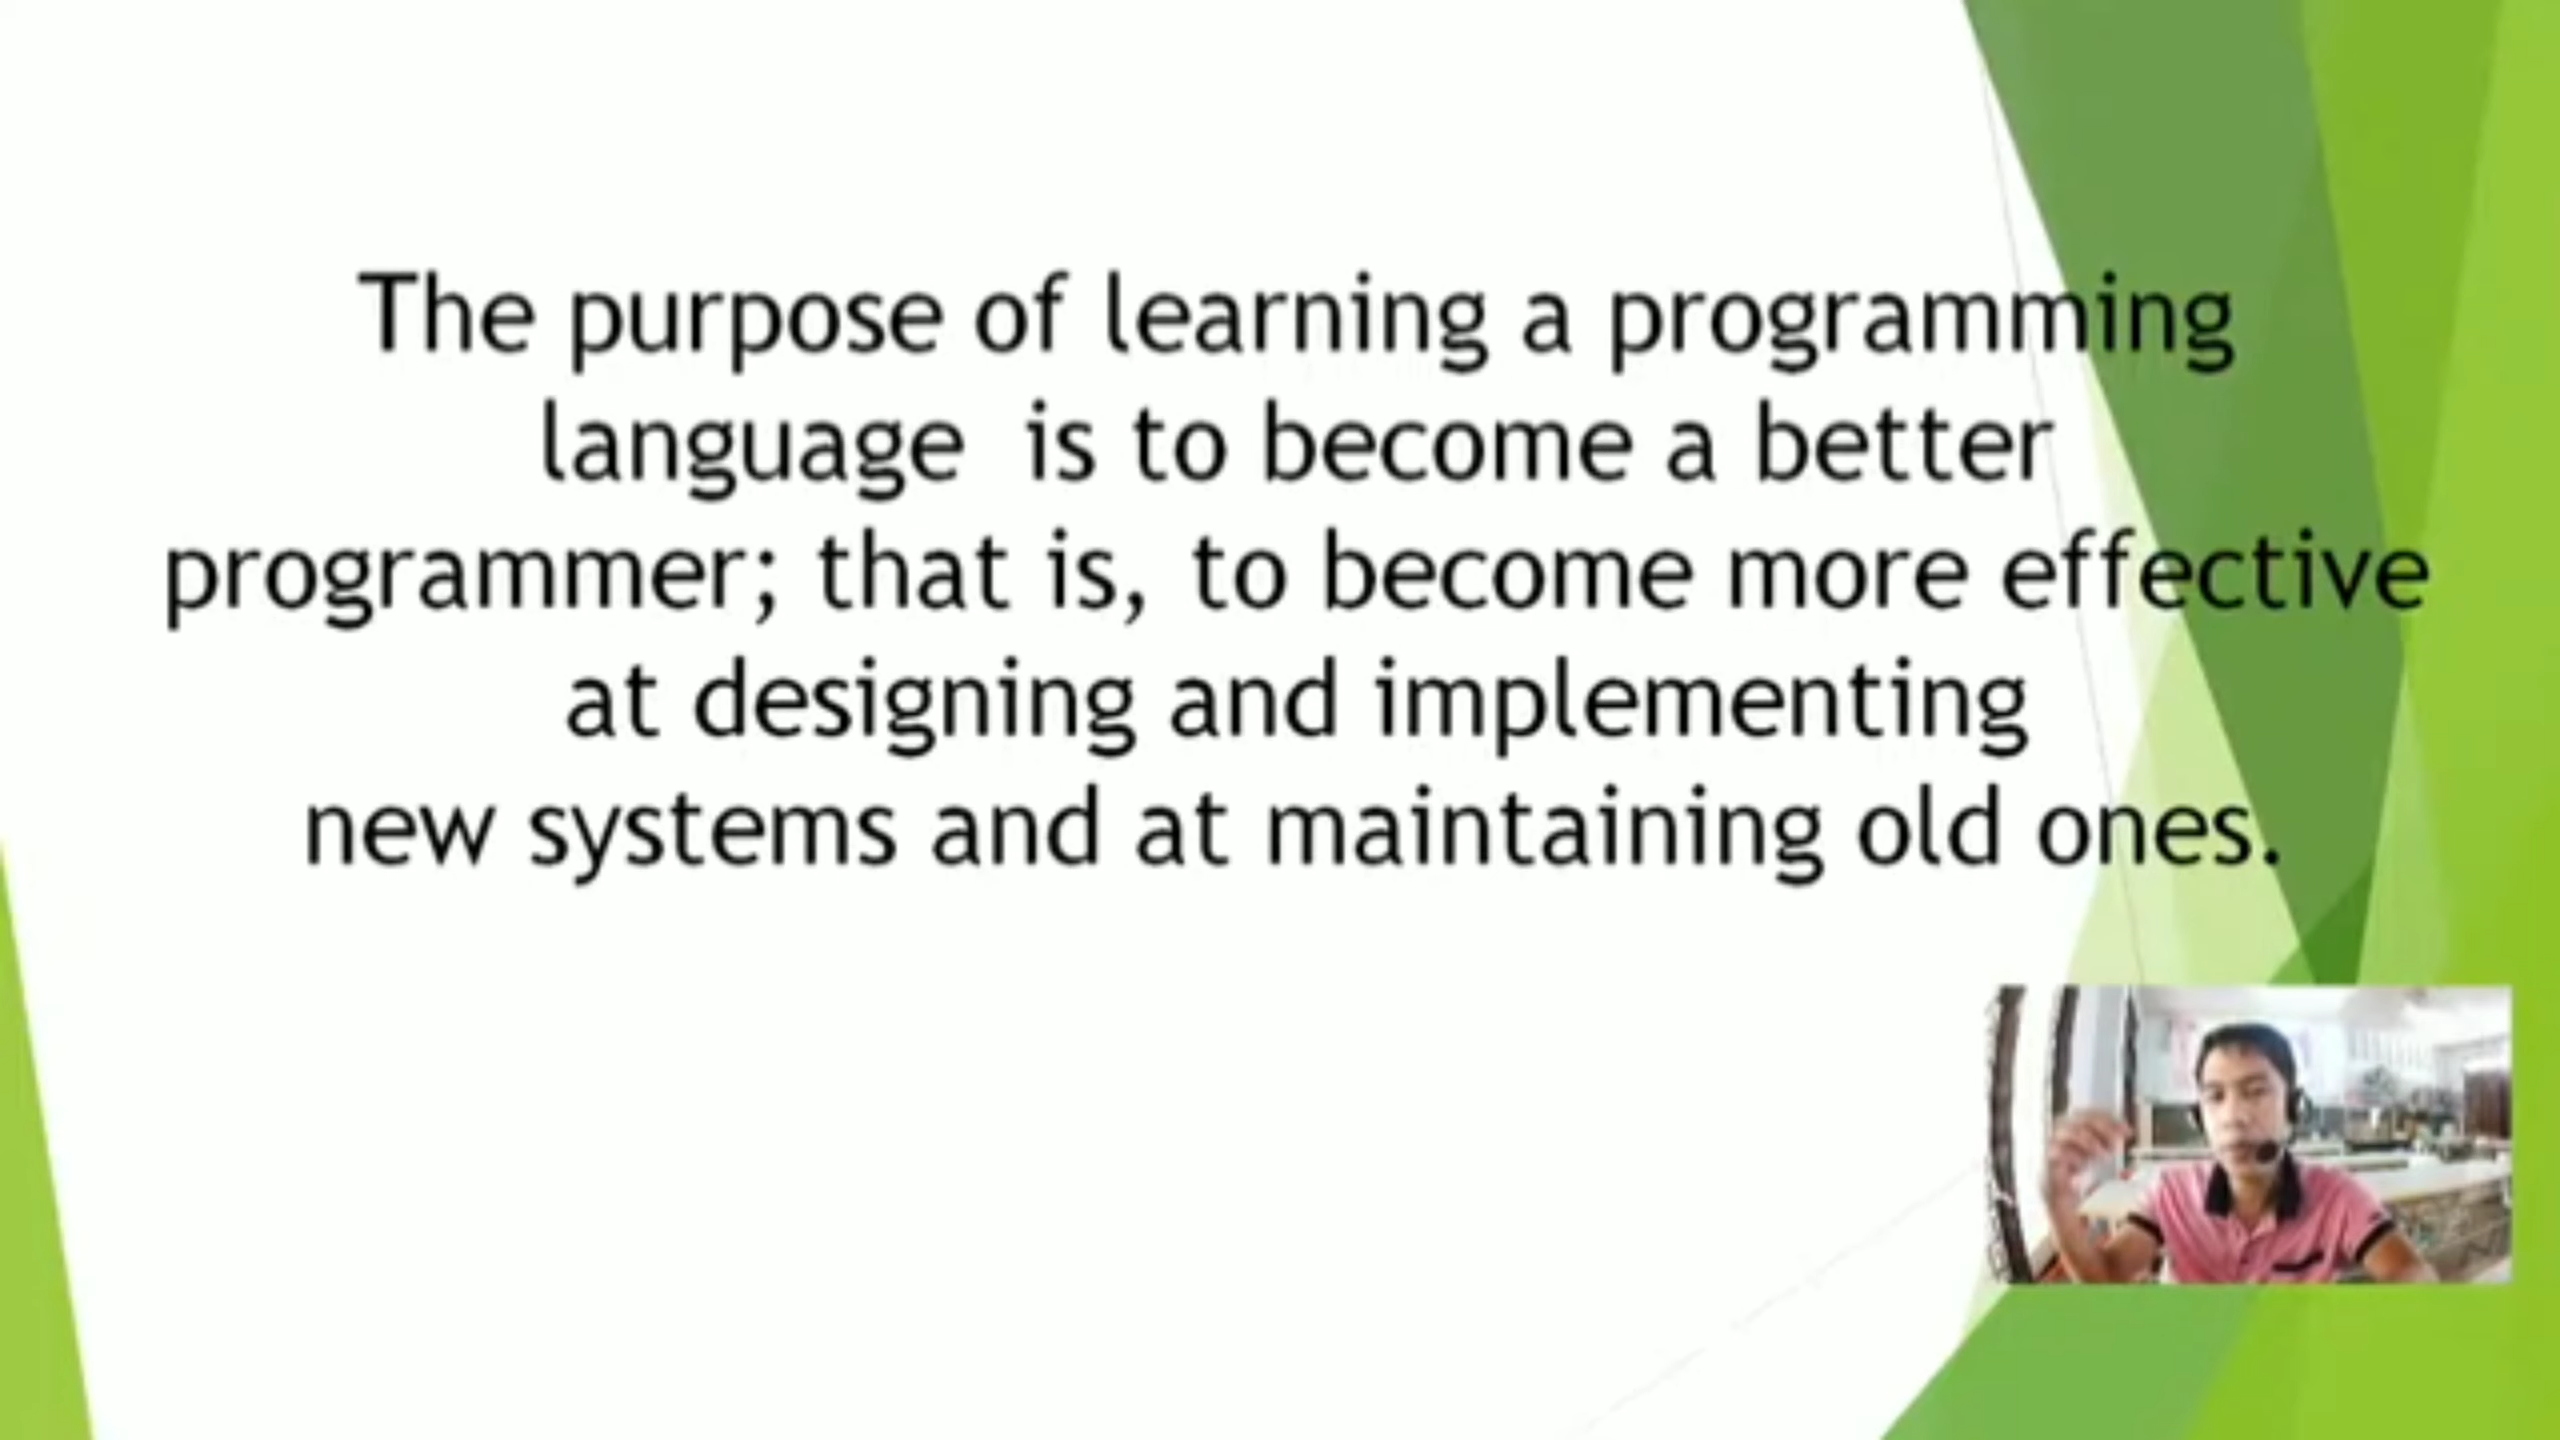 The purpose of learning a programming
language  is to become a better
programmer; that is, to become more effective
at designing and implementing
new systems and at maintaining old ones.